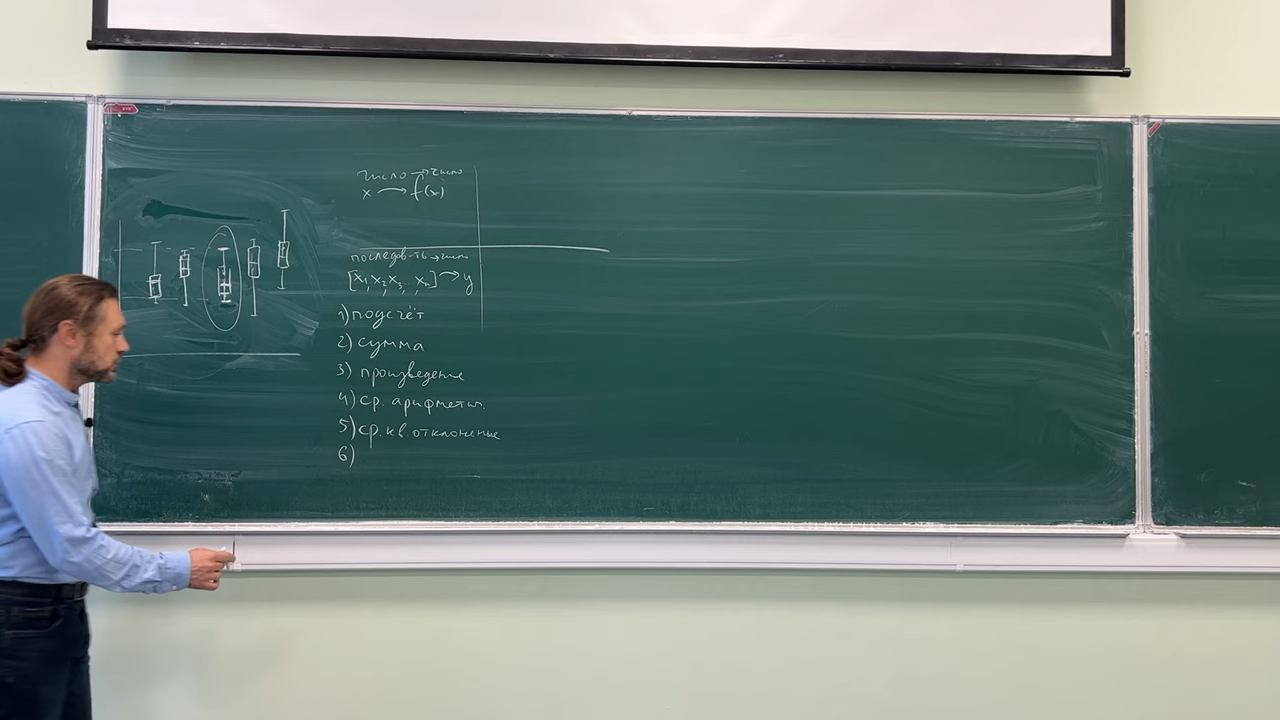 число → число
x → f(x)
последов-ть → число
[x₁, x₂, x₃, , xₙ] → y
1) подсчёт
2) сумма
3) произведение
4) ср. арифметич.
5) ср. кв. отклонение
6)